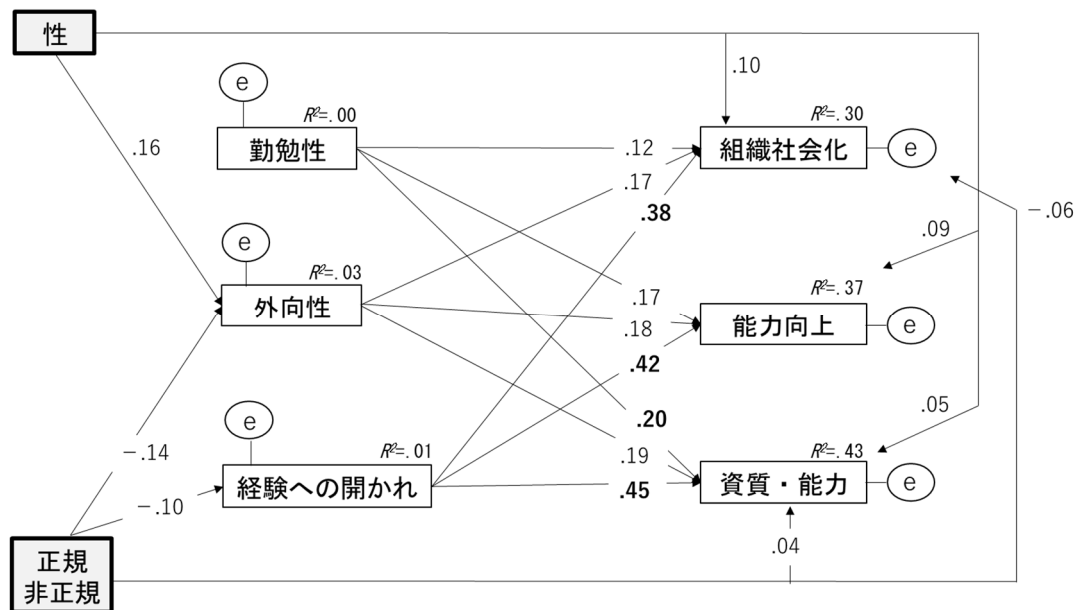 性
e
R²=.00
勤勉性
.16
.10
R²=.30
組織社会化
e
.12
.17
.38
－.06
e
R²=.03
外向性
.09
.17
.18
.42
R²=.37
能力向上
e
－.14
e
R²=.01
経験への開かれ
.05
.20
.19
.45
R²=.43
資質・能力
e
－.10
.04
正規
非正規